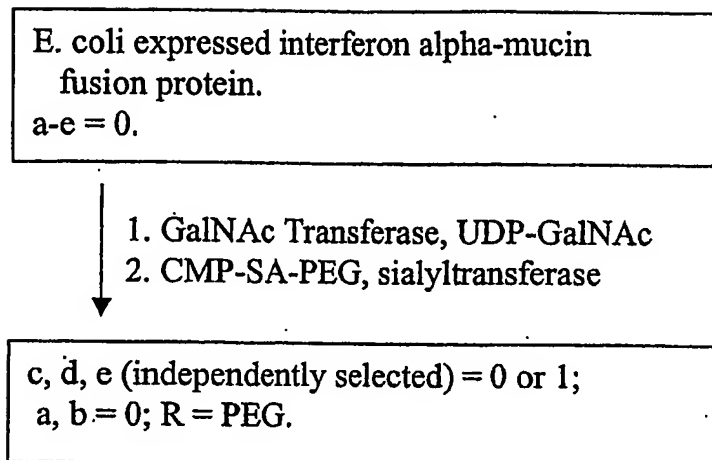 E. coli expressed interferon alpha-mucin
fusion protein.
a-e = 0.
1. GalNAc Transferase, UDP-GalNAc
2. CMP-SA-PEG, sialyltransferase
c, d, e (independently selected) = 0 or 1;
a, b = 0; R = PEG.